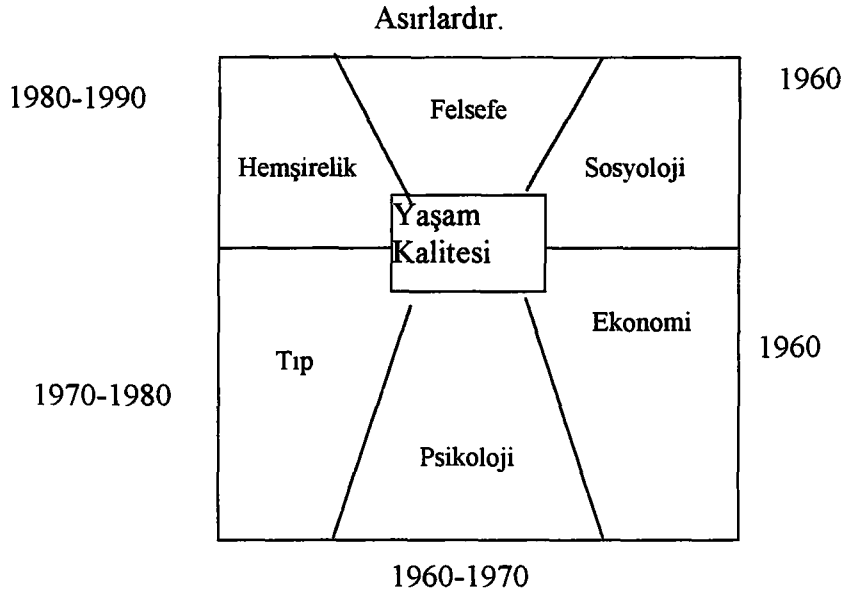 Asırlardır.
1980-1990
1960
Felsefe
Hemşirelik
Sosyoloji
Yaşam
Kalitesi
Ekonomi
1960
Tıp
1970-1980
Psikoloji
1960-1970